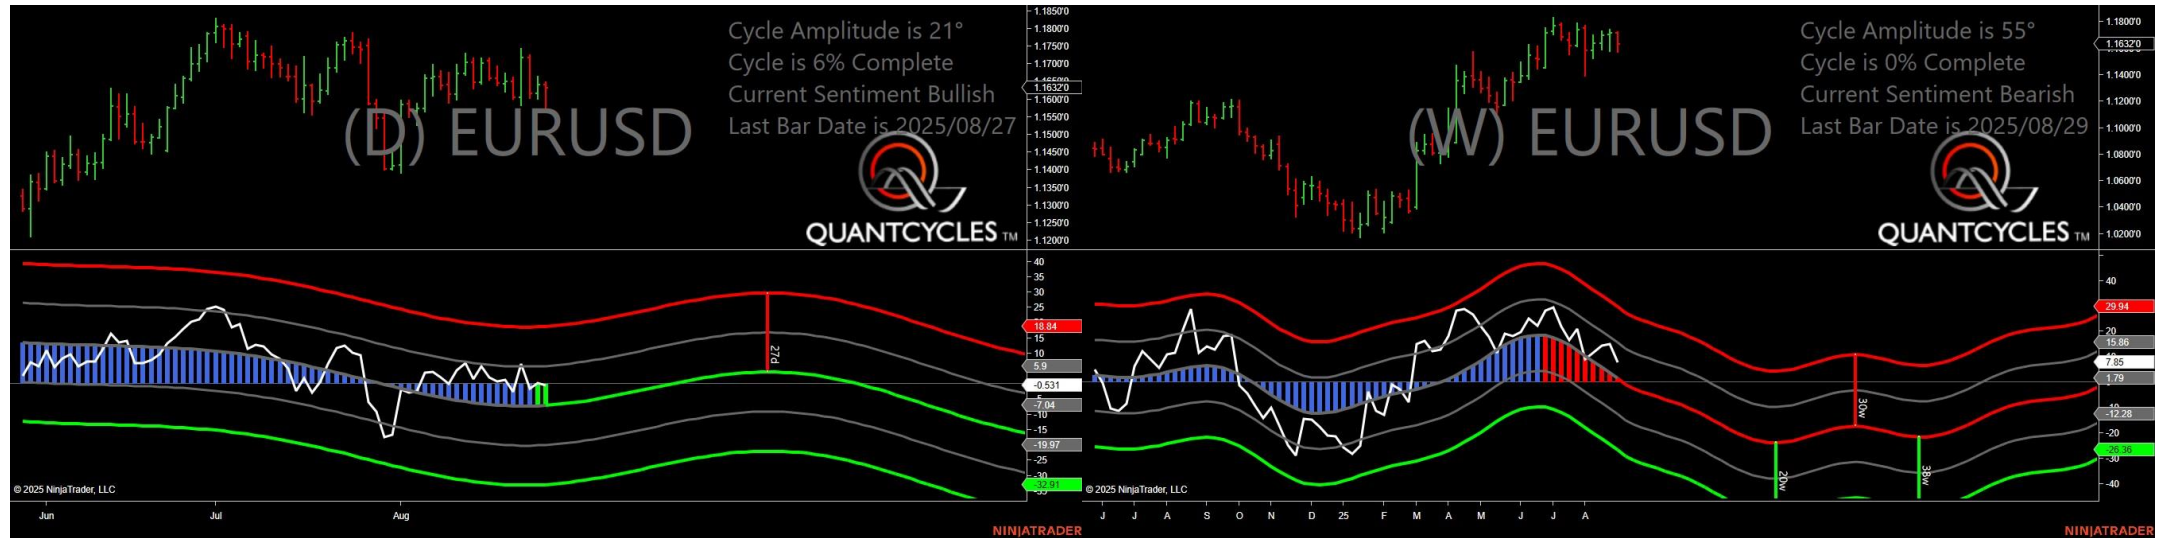 Cycle Amplitude is 21°
Cycle is 6% Complete
Current Sentiment Bullish
Last Bar Date is 2025/08/27
(D) EURUSD
QUANTCYCLES TM
1.1850'0
1.1800'0
1.1750'0
1.1700'0
1.1632'0
1.1600'0
1.1550'0
1.1500'0
1.1450'0
1.1400'0
1.1350'0
1.1300'0
1.1250'0
1.1200'0
40
35
30
25
18.84
15
10
5.9
-0.531
-7.04
-10
-15
-19.97
-25
-32.91
27d
© 2025 NinjaTrader, LLC
Jun Jul Aug
NINJATRADER
Cycle Amplitude is 55°
Cycle is 0% Complete
Current Sentiment Bearish
Last Bar Date is 2025/08/29
(W) EURUSD
QUANTCYCLES TM
1.1800'0
1.1632'0
1.1400'0
1.1200'0
1.1000'0
1.0800'0
1.0600'0
1.0400'0
1.0200'0
40
29.94
20
15.86
7.85
1.79
-12.28
-20
-26.36
-30
-40
30w
20w
38w
© 2025 NinjaTrader, LLC
J J A S O N D 25 F M A M J J A
NINJATRADER